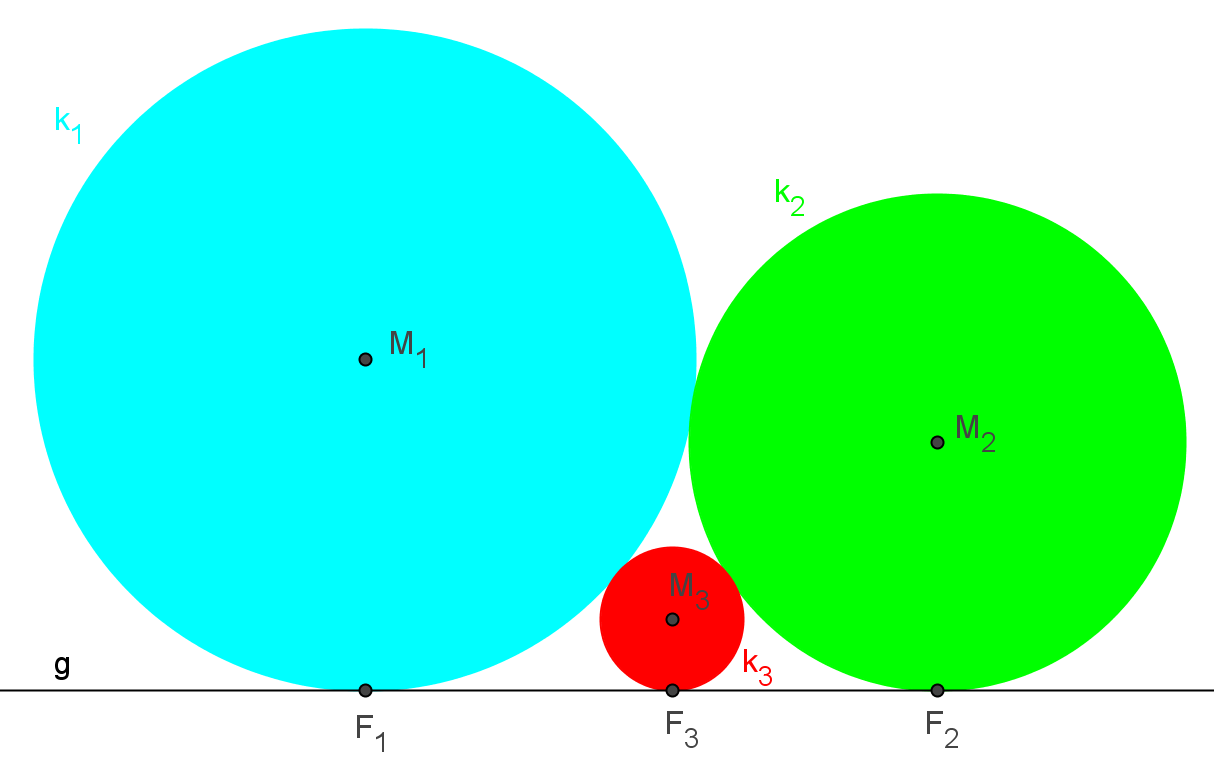 k₁
k₂
M₁
M₂
M₃
k₃
g
F₁
F₃
F₂